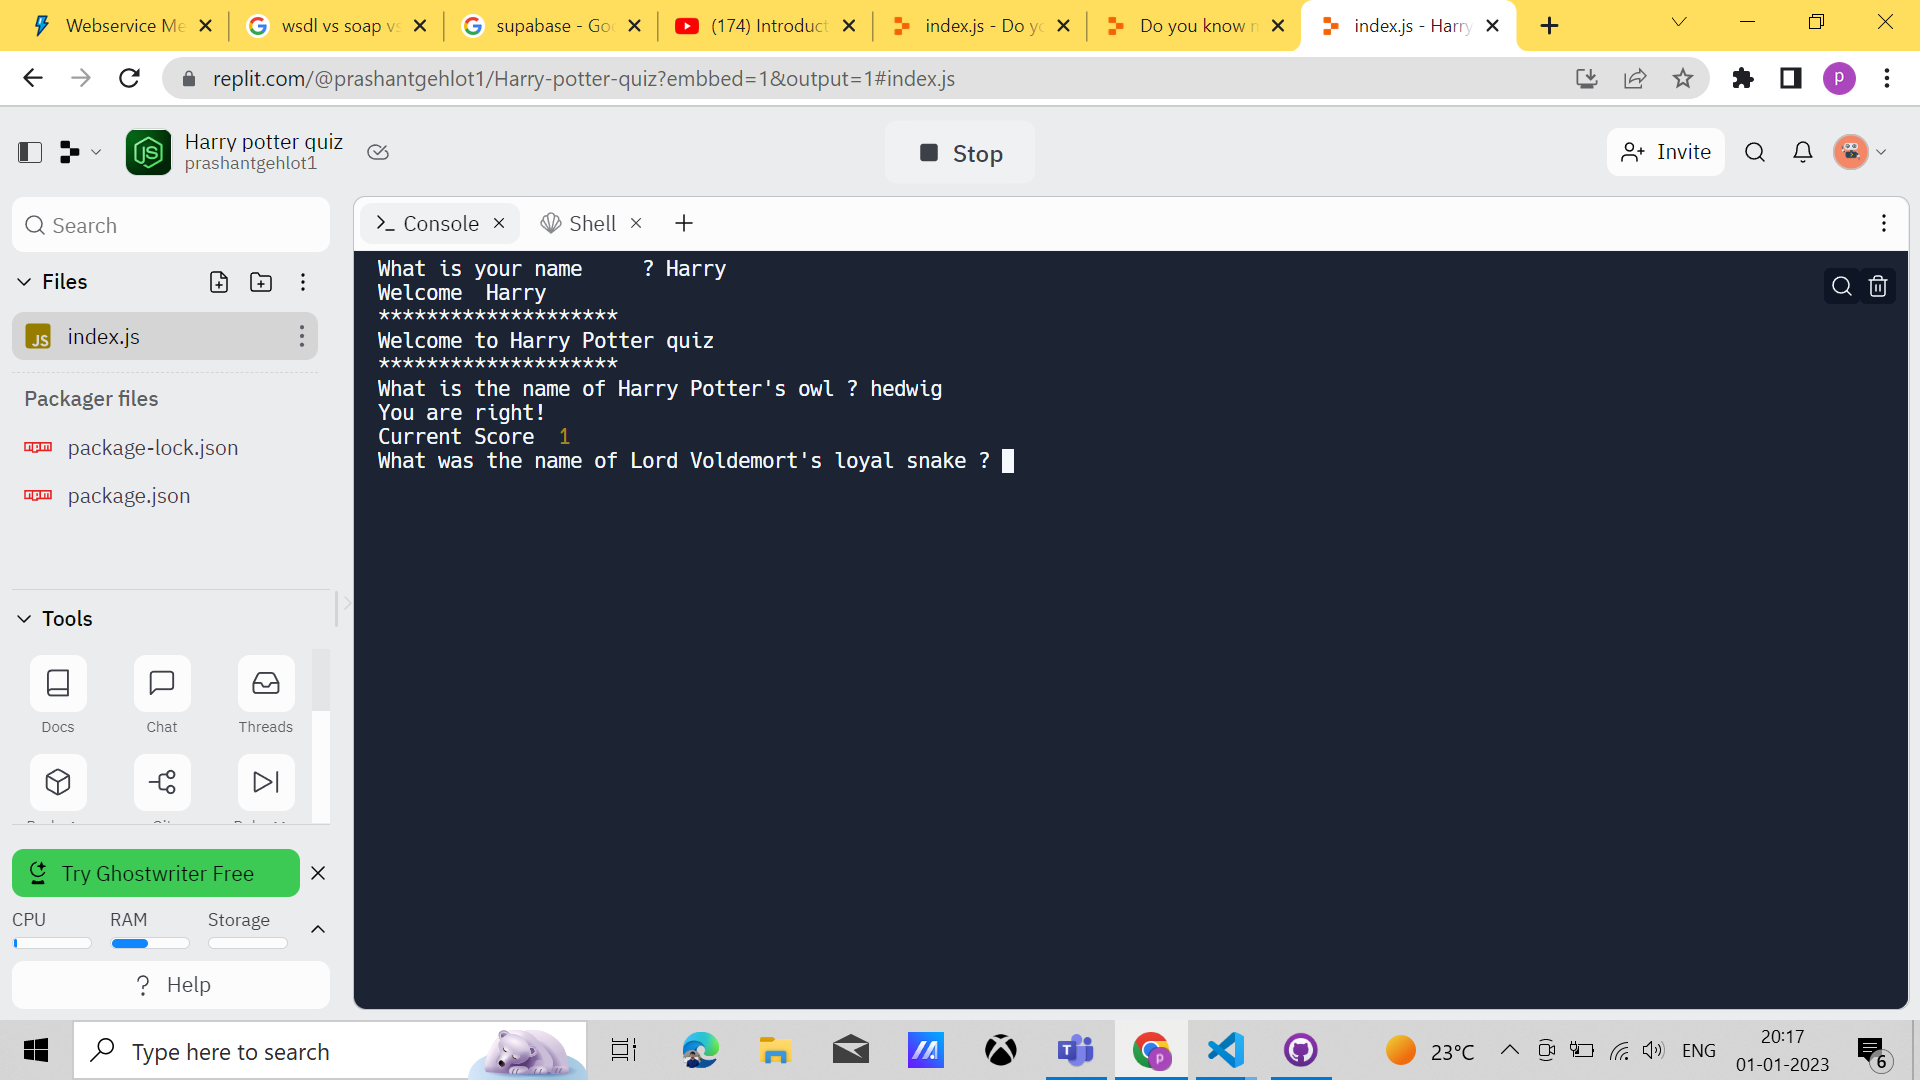 Webservice Me
wsdl vs soap vs
supabase - Goo
(174) Introduct
index.js - Do yo
Do you know m
index.js - Harry
replit.com/@prashantgehlot1/Harry-potter-quiz?embbed=1&output=1#index.js
p
JS
Harry potter quiz
prashantgehlot1
Stop
Invite
Search
Console
Shell
Files
JS index.js
Packager files
package-lock.json
package.json
What is your name     ? Harry
Welcome  Harry
********************
Welcome to Harry Potter quiz
********************
What is the name of Harry Potter's owl ? hedwig
You are right!
Current Score  1
What was the name of Lord Voldemort's loyal snake ?
Tools
Docs
Chat
Threads
Try Ghostwriter Free
CPU
RAM
Storage
? Help
Type here to search
p
23°C
ENG
20:17
01-01-2023
6